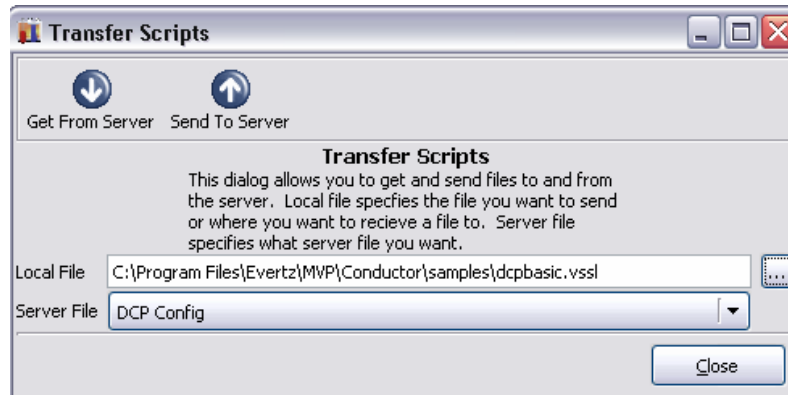 Transfer Scripts
Get From Server Send To Server
Transfer Scripts
This dialog allows you to get and send files to and from
the server. Local file specfies the file you want to send
or where you want to recieve a file to. Server file
specifies what server file you want.
Local File C:\Program Files\Evertz\MVP\Conductor\samples\dcpbasic.vssl ...
Server File DCP Config
Close